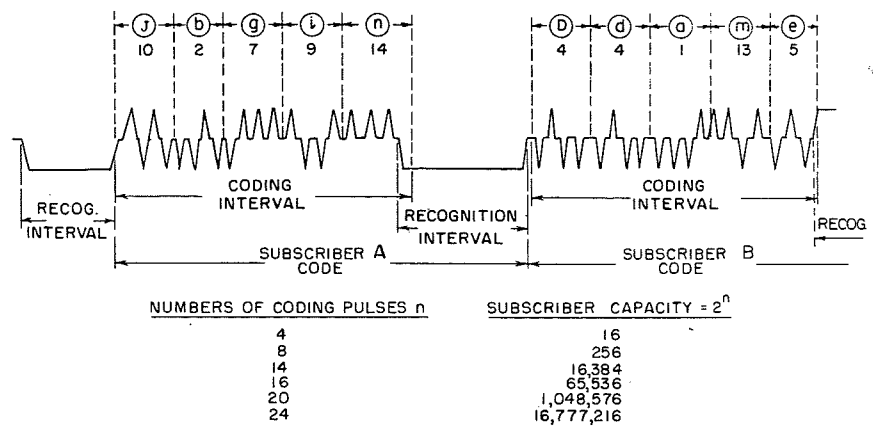 J b g i n D d a m e
10 2 7 9 14 4 4 1 13 5
CODING
INTERVAL
CODING
INTERVAL
RECOG.
INTERVAL
RECOGNITION
INTERVAL
RECOG
SUBSCRIBER A
CODE
SUBSCRIBER B
CODE
NUMBERS OF CODING PULSES n SUBSCRIBER CAPACITY = 2ⁿ
4 16
8 256
14 16,384
16 65,536
20 1,048,576
24 16,777,216